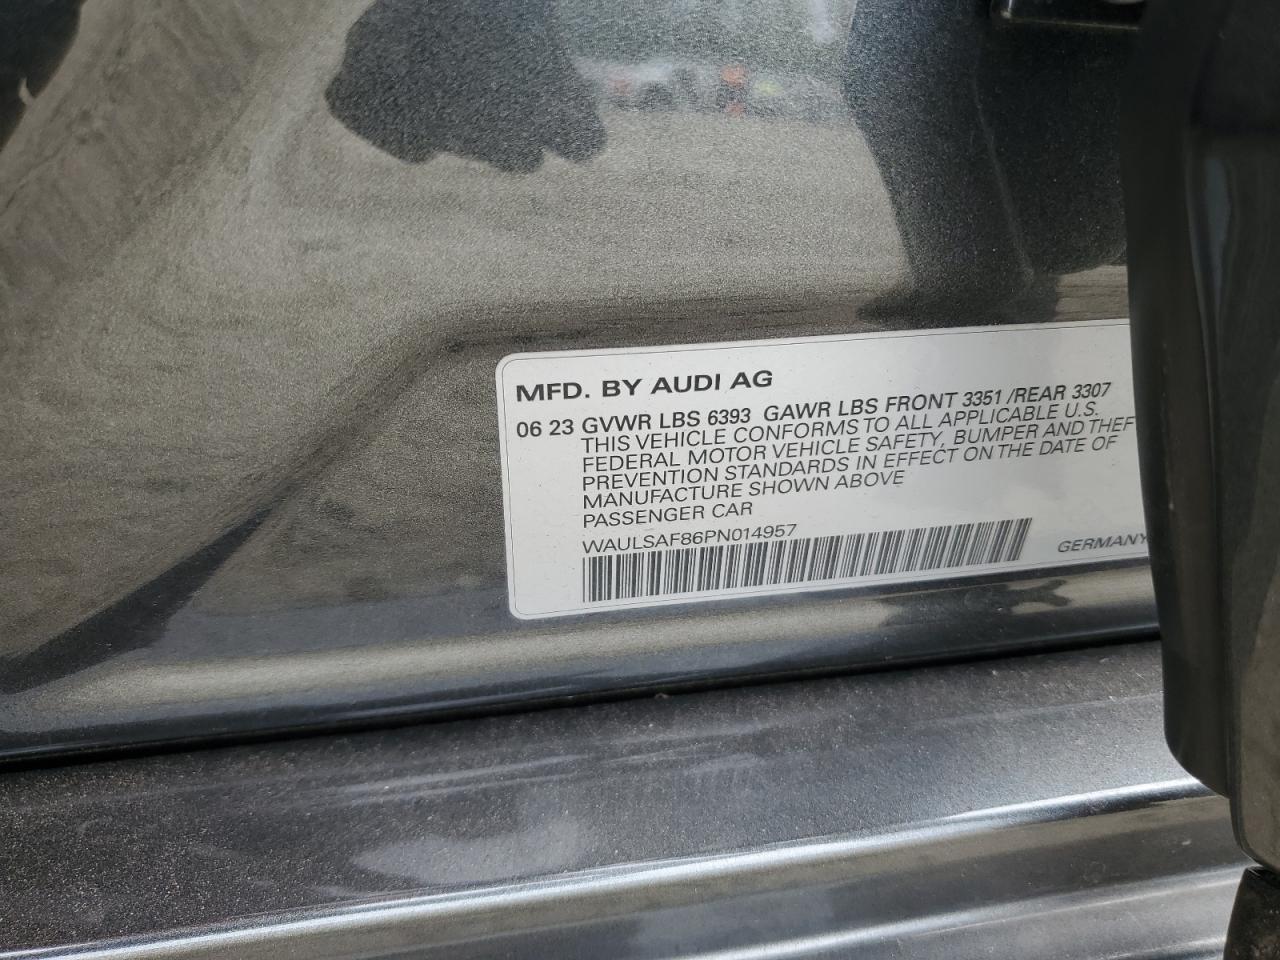 MFD. BY AUDI AG
06 23 GVWR LBS 6393 GAWR LBS FRONT 3351 /REAR 3307
THIS VEHICLE CONFORMS TO ALL APPLICABLE U.S.
FEDERAL MOTOR VEHICLE SAFETY, BUMPER AND THEF
PREVENTION STANDARDS IN EFFECT ON THE DATE OF
MANUFACTURE SHOWN ABOVE
PASSENGER CAR
WAULSAF86PN014957
GERMANY